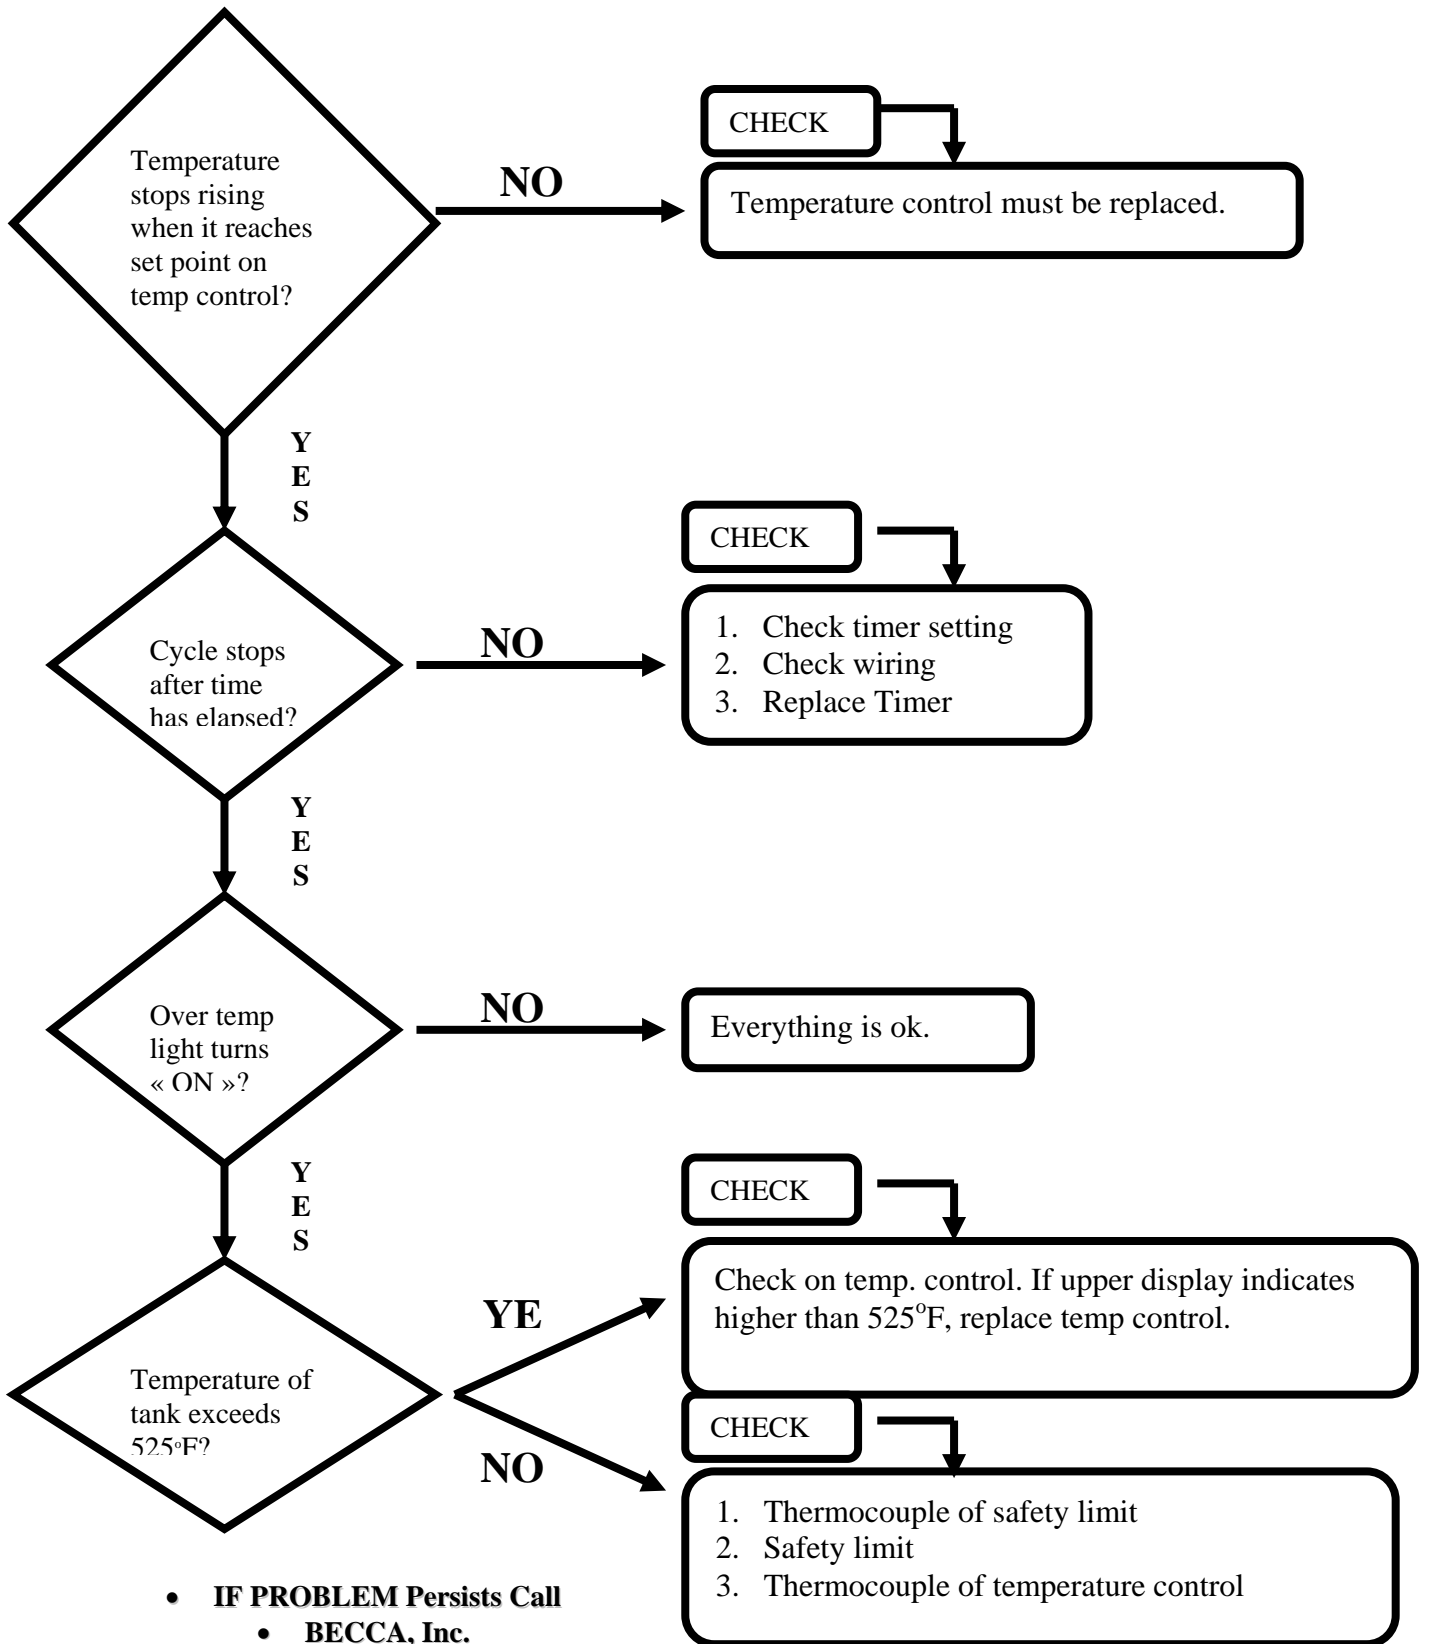 Temperature
stops rising
when it reaches
set point on
temp control?
NO
CHECK
Temperature control must be replaced.
Y
E
S
Cycle stops
after time
has elapsed?
NO
CHECK
1. Check timer setting
2. Check wiring
3. Replace Timer
Y
E
S
Over temp
light turns
« ON »?
NO
Everything is ok.
Y
E
S
Temperature of
tank exceeds
525°F?
YE
CHECK
Check on temp. control. If upper display indicates
higher than 525°F, replace temp control.
NO
CHECK
1. Thermocouple of safety limit
2. Safety limit
3. Thermocouple of temperature control
• IF PROBLEM Persists Call
• BECCA, Inc.